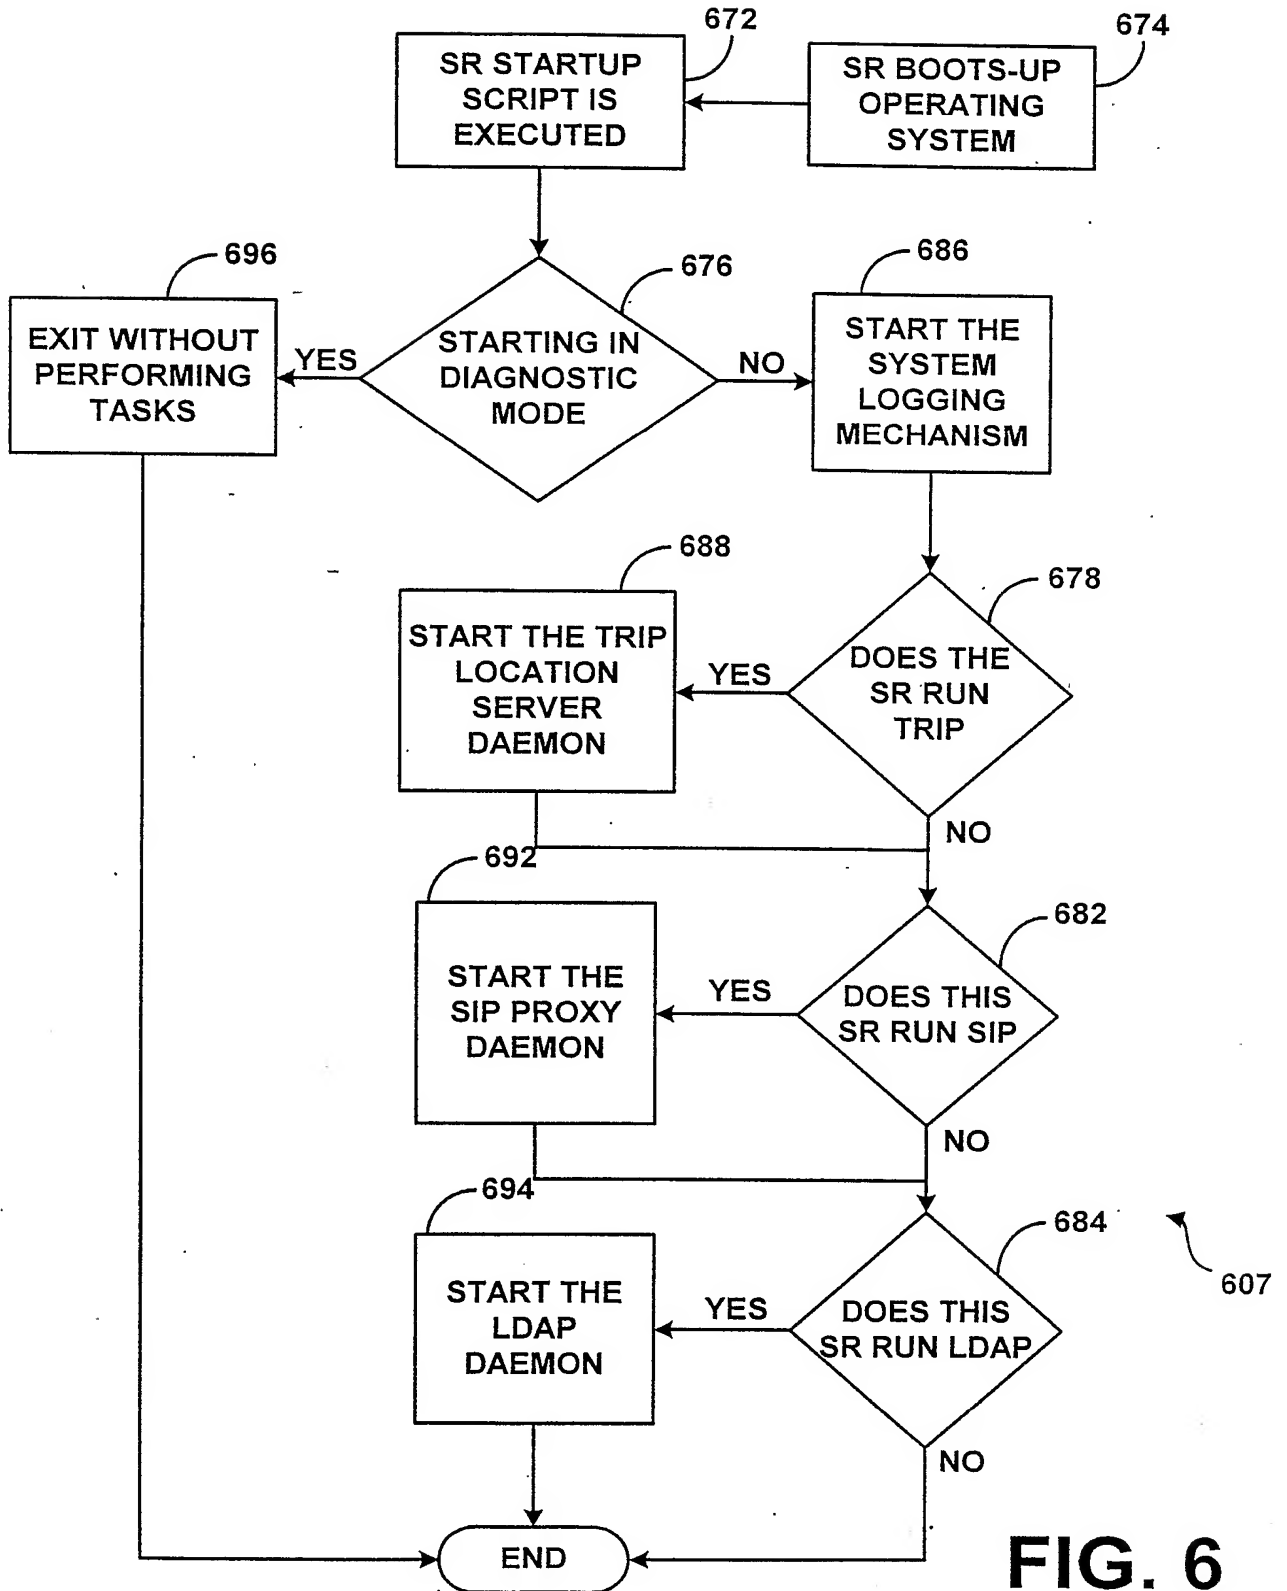 672
SR STARTUP
SCRIPT IS
EXECUTED
674
SR BOOTS-UP
OPERATING
SYSTEM
696
EXIT WITHOUT
PERFORMING
TASKS
YES
676
STARTING IN
DIAGNOSTIC
MODE
NO
686
START THE
SYSTEM
LOGGING
MECHANISM
688
START THE TRIP
LOCATION
SERVER
DAEMON
YES
678
DOES THE
SR RUN
TRIP
NO
692
START THE
SIP PROXY
DAEMON
YES
682
DOES THIS
SR RUN SIP
NO
694
START THE
LDAP
DAEMON
YES
684
DOES THIS
SR RUN LDAP
NO
607
END
FIG. 6